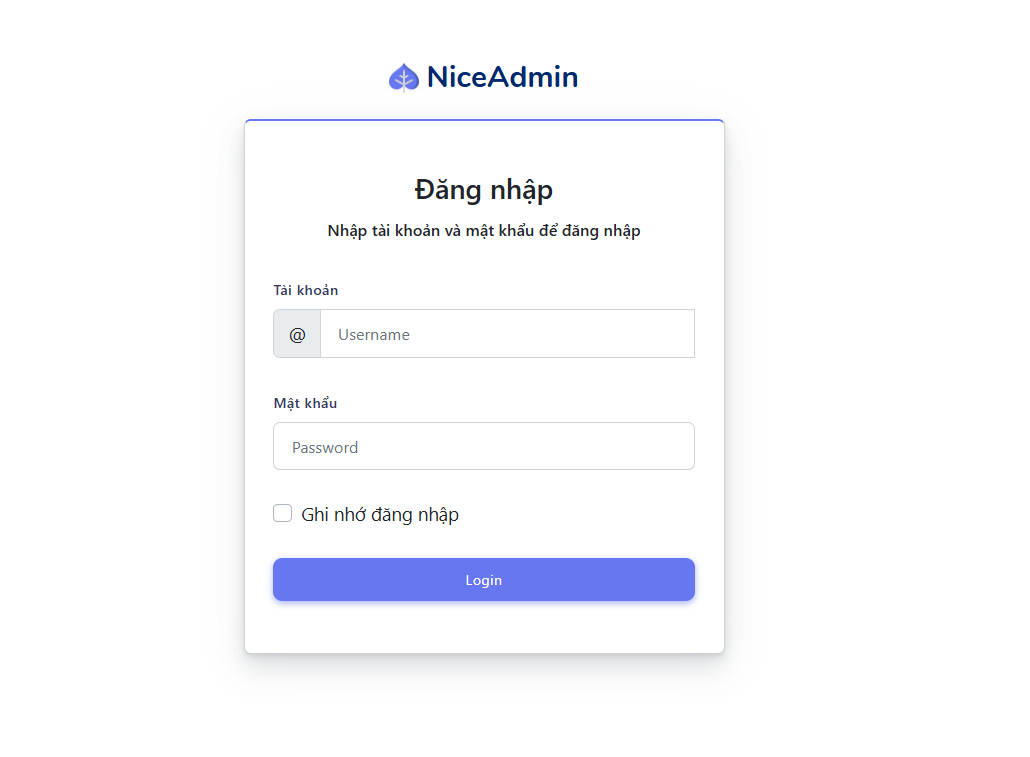 NiceAdmin
Đăng nhập
Nhập tài khoản và mật khẩu để đăng nhập
Tài khoản
@ Username
Mật khẩu
Password
Ghi nhớ đăng nhập
Login